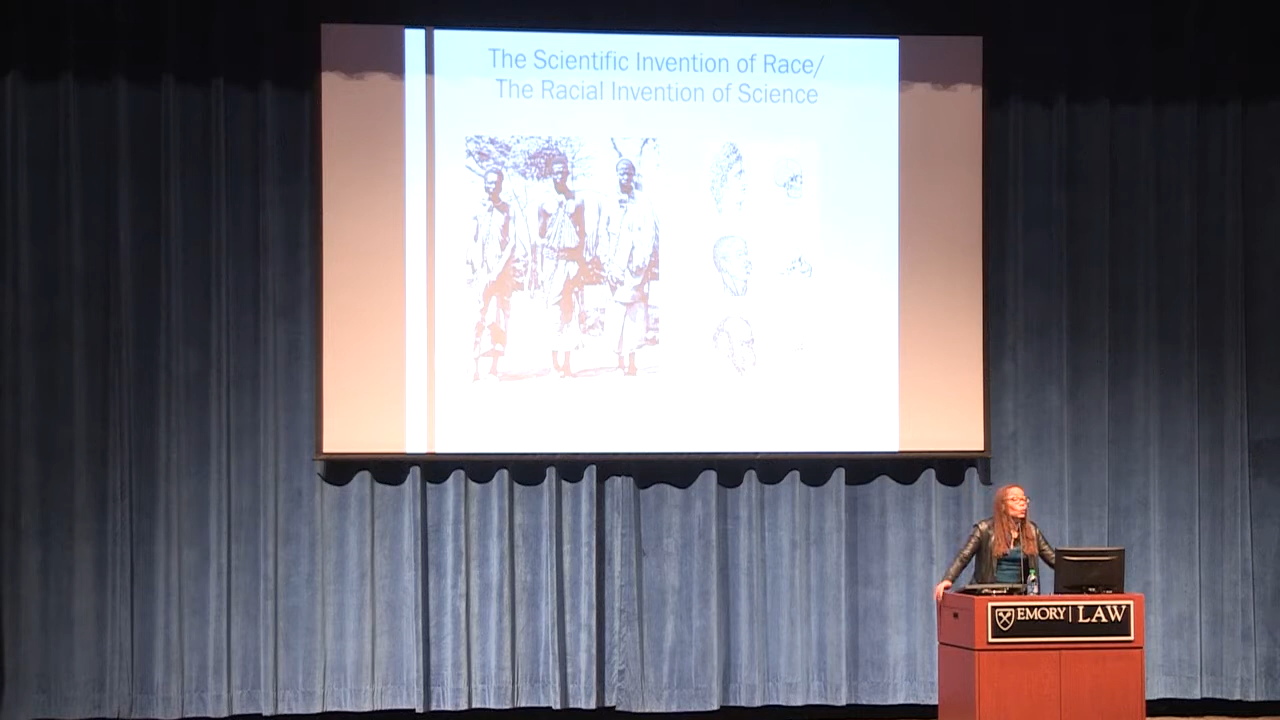 The Scientific Invention of Race/
The Racial Invention of Science
EMORY | LAW